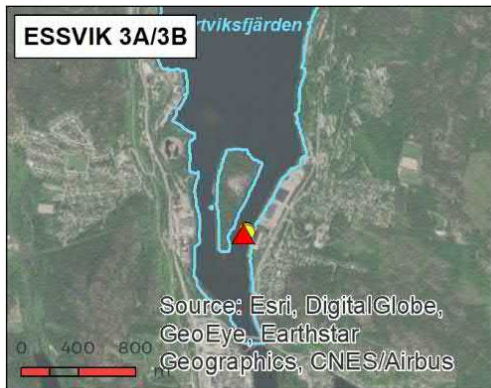 ESSVIK 3A/3B
rtviksfjärden
Source: Esri, DigitalGlobe,
GeoEye, Earthstar
Geographics, CNES/Airbus
0 400 800
m